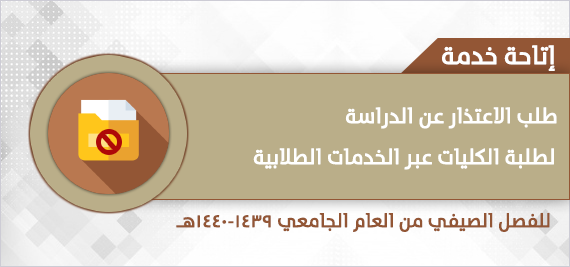 إتاحة خدمة
طلب الاعتذار عن الدراسة
لطلبة الكليات عبر الخدمات الطلابية
للفصل الصيفي من العام الجامعي ١٤٣٩-١٤٤٠هـ